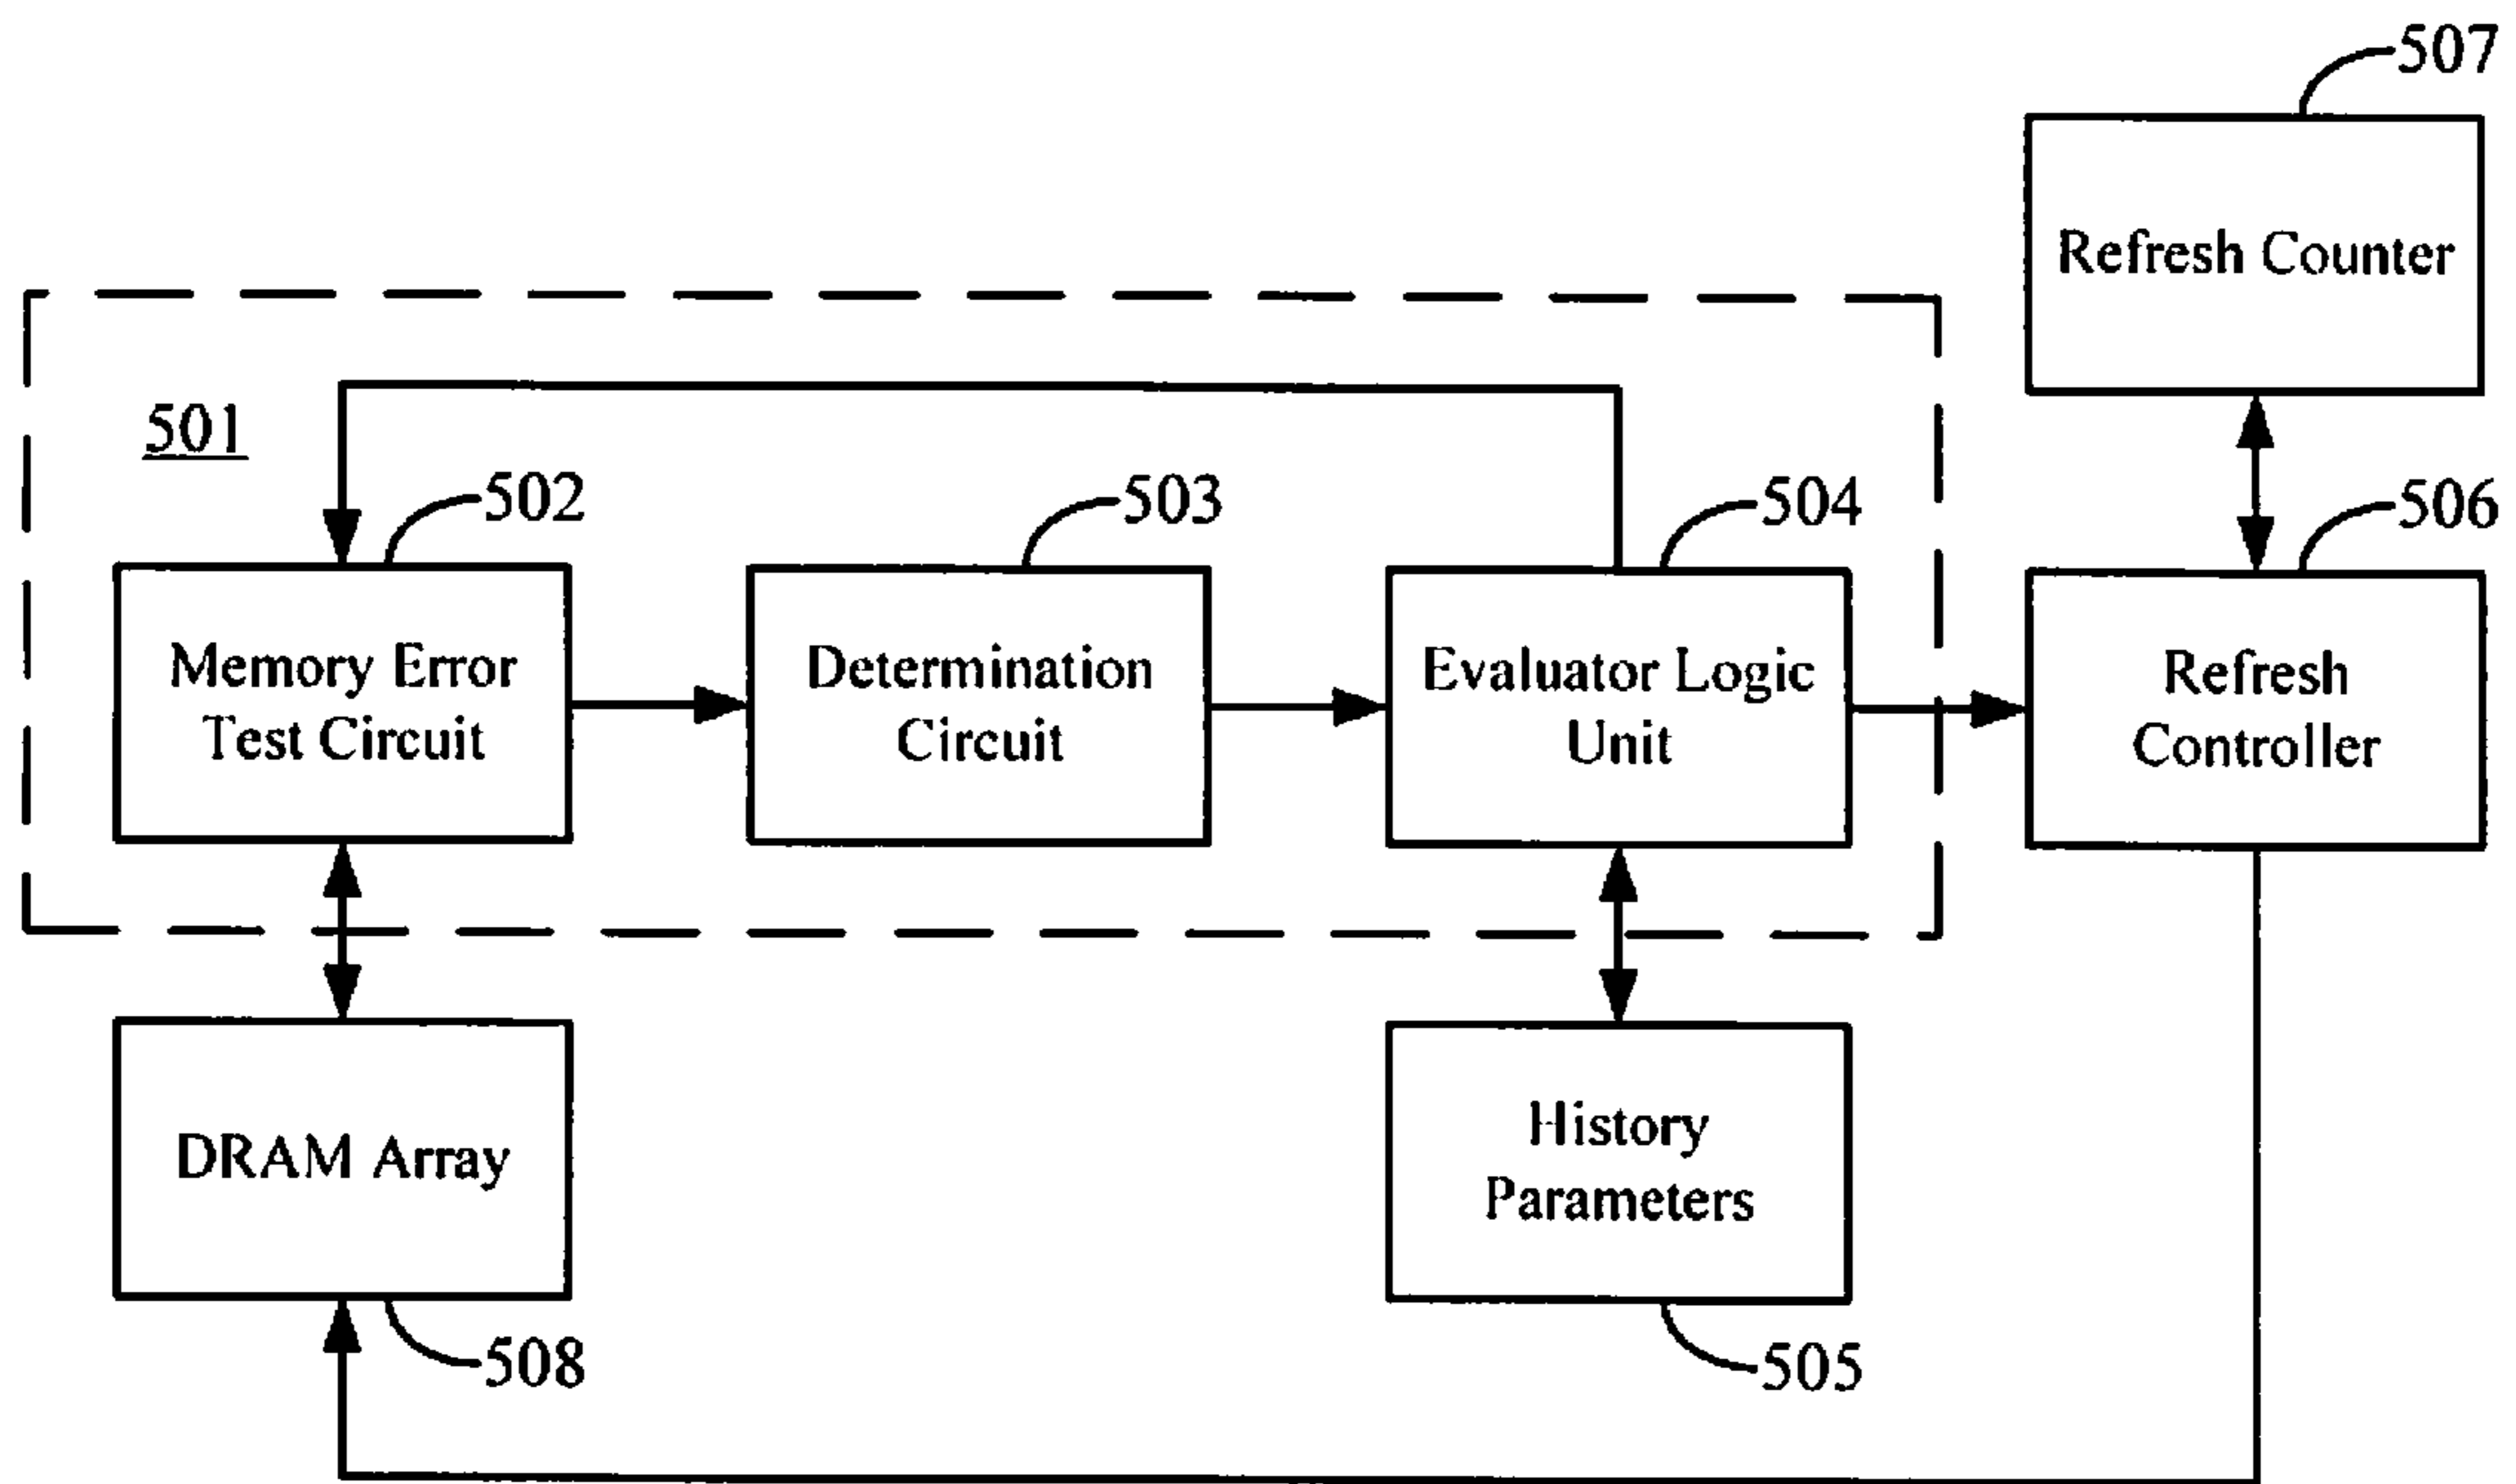 507
Refresh Counter
501
502
503
504
506
Memory Error
Test Circuit
Determination
Circuit
Evaluator Logic
Unit
Refresh
Controller
DRAM Array
History
Parameters
508
505